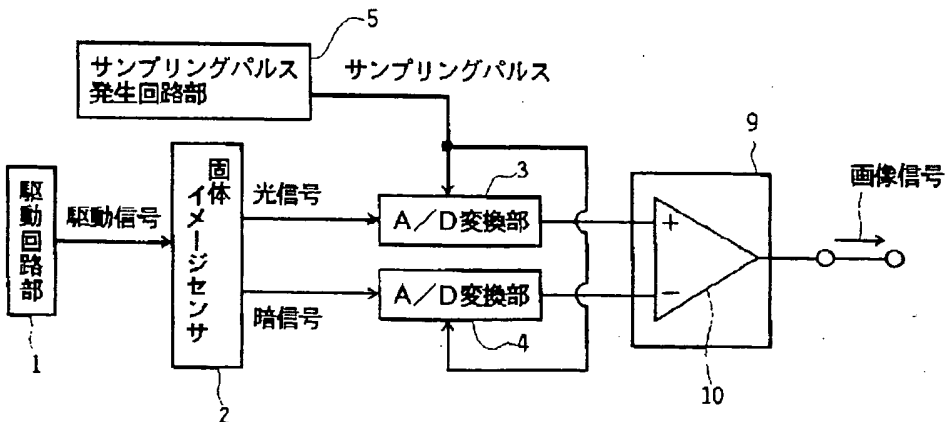 5
サンプリングパルス
発生回路部
サンプリングパルス
9
画像信号
駆動回路部
駆動信号
固体
イメージセンサ
光信号
3
A/D変換部
+
暗信号
A/D変換部
−
4
10
1
2